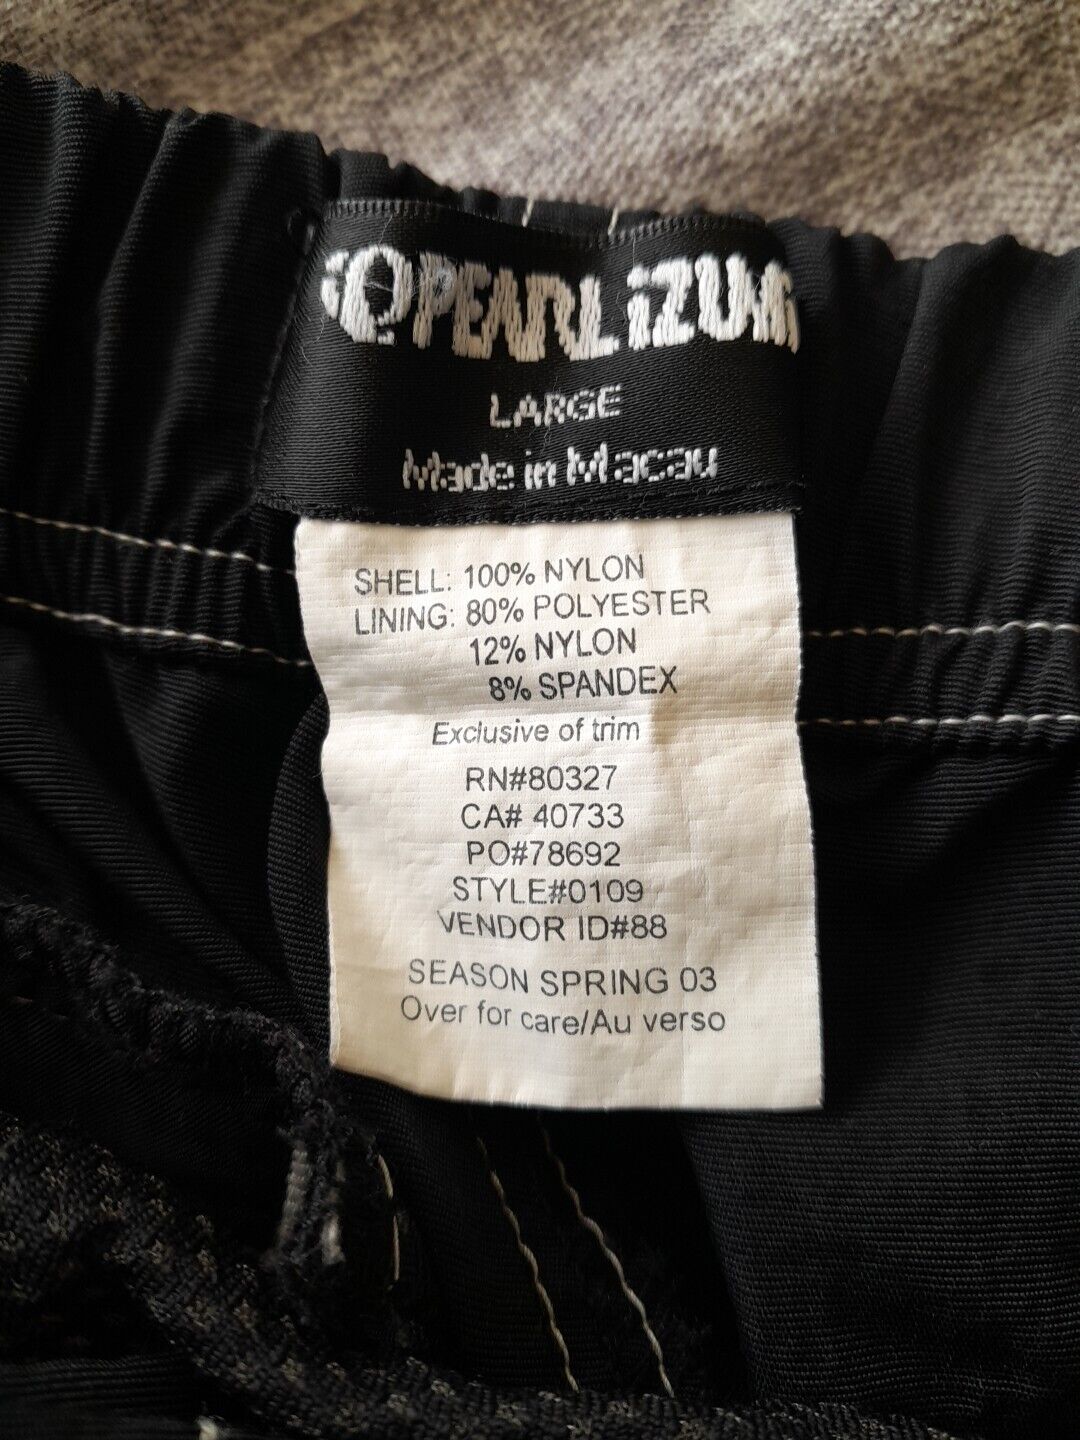 PEARL iZUMi
LARGE
Made in Macau
SHELL: 100% NYLON
LINING: 80% POLYESTER
12% NYLON
8% SPANDEX
Exclusive of trim
RN#80327
CA# 40733
PO#78692
STYLE#0109
VENDOR ID#88
SEASON SPRING 03
Over for care/Au verso